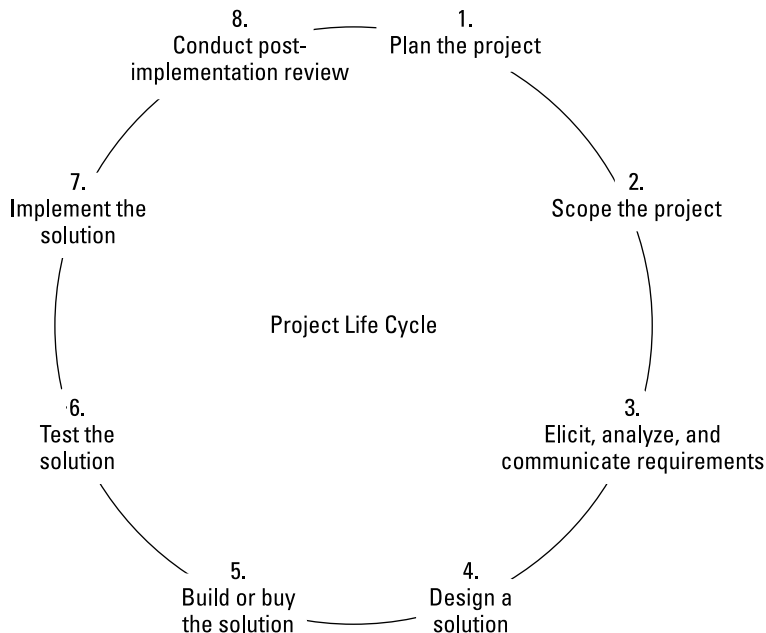 1.
Plan the project
2.
Scope the project
3.
Elicit, analyze, and
communicate requirements
4.
Design a
solution
5.
Build or buy
the solution
6.
Test the
solution
7.
Implement the
solution
8.
Conduct post-
implementation review
Project Life Cycle